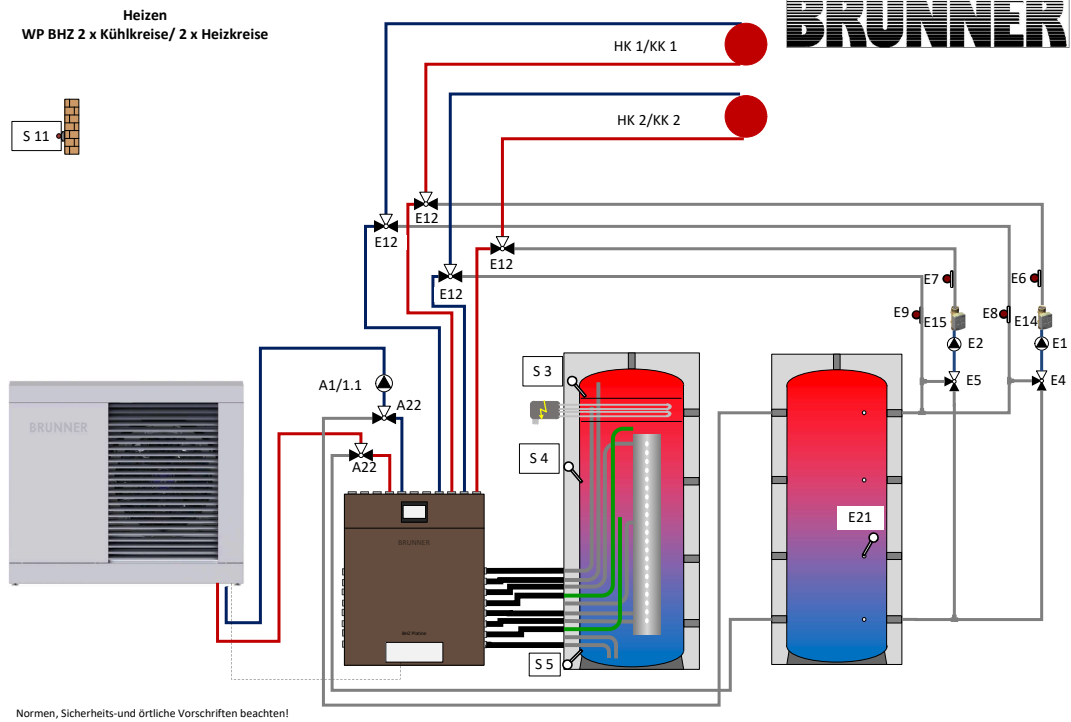 Heizen
WP BHZ 2 x Kühlkreise/ 2 x Heizkreise
BRUNNER
HK 1/KK 1
HK 2/KK 2
S 11
E12
E12
E12
E12
E7
E6
E9
E15
E8
E14
E2
E1
E5
E4
A1/1.1
A22
A22
S 3
S 4
S 5
E21
BRUNNER
BRUNNER
Normen, Sicherheits-und örtliche Vorschriften beachten!